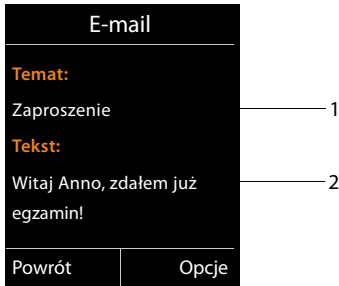 E-mail
Temat:
Zaproszenie
1
Tekst:
Witaj Anno, zdałem już
2
egzamin!
Powrót
Opcje